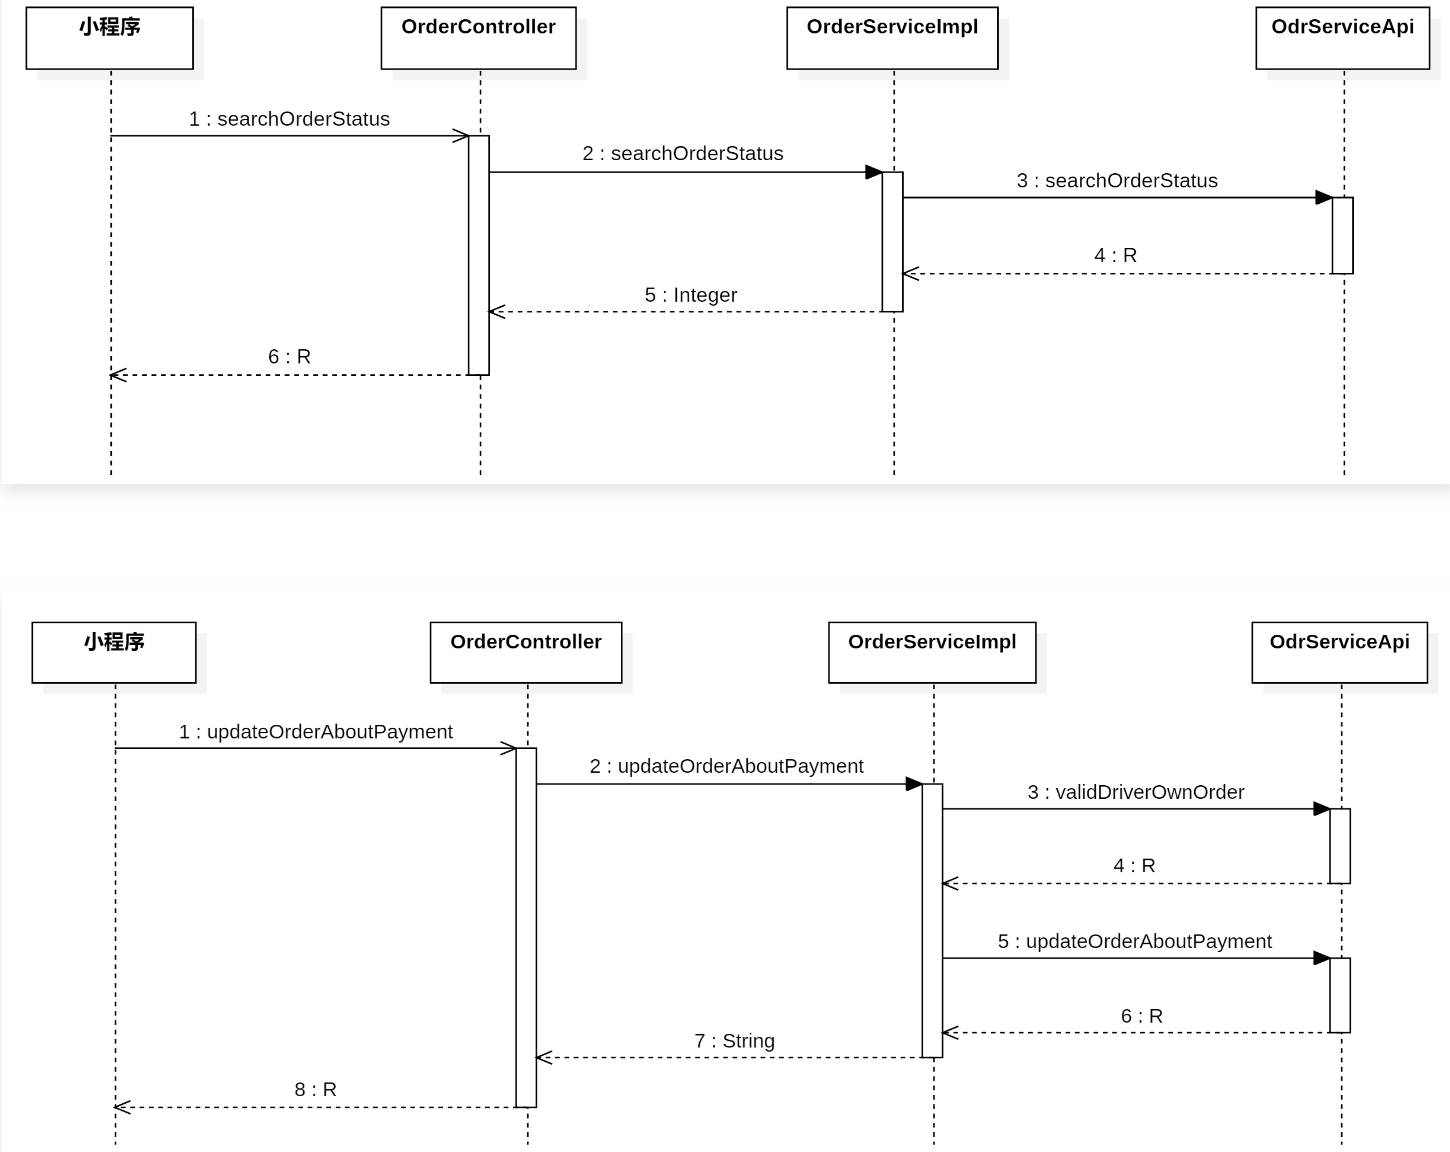 小程序
OrderController
OrderServiceImpl
OdrServiceApi
1 : searchOrderStatus
2 : searchOrderStatus
3 : searchOrderStatus
4 : R
5 : Integer
6 : R
小程序
OrderController
OrderServiceImpl
OdrServiceApi
1 : updateOrderAboutPayment
2 : updateOrderAboutPayment
3 : validDriverOwnOrder
4 : R
5 : updateOrderAboutPayment
6 : R
7 : String
8 : R